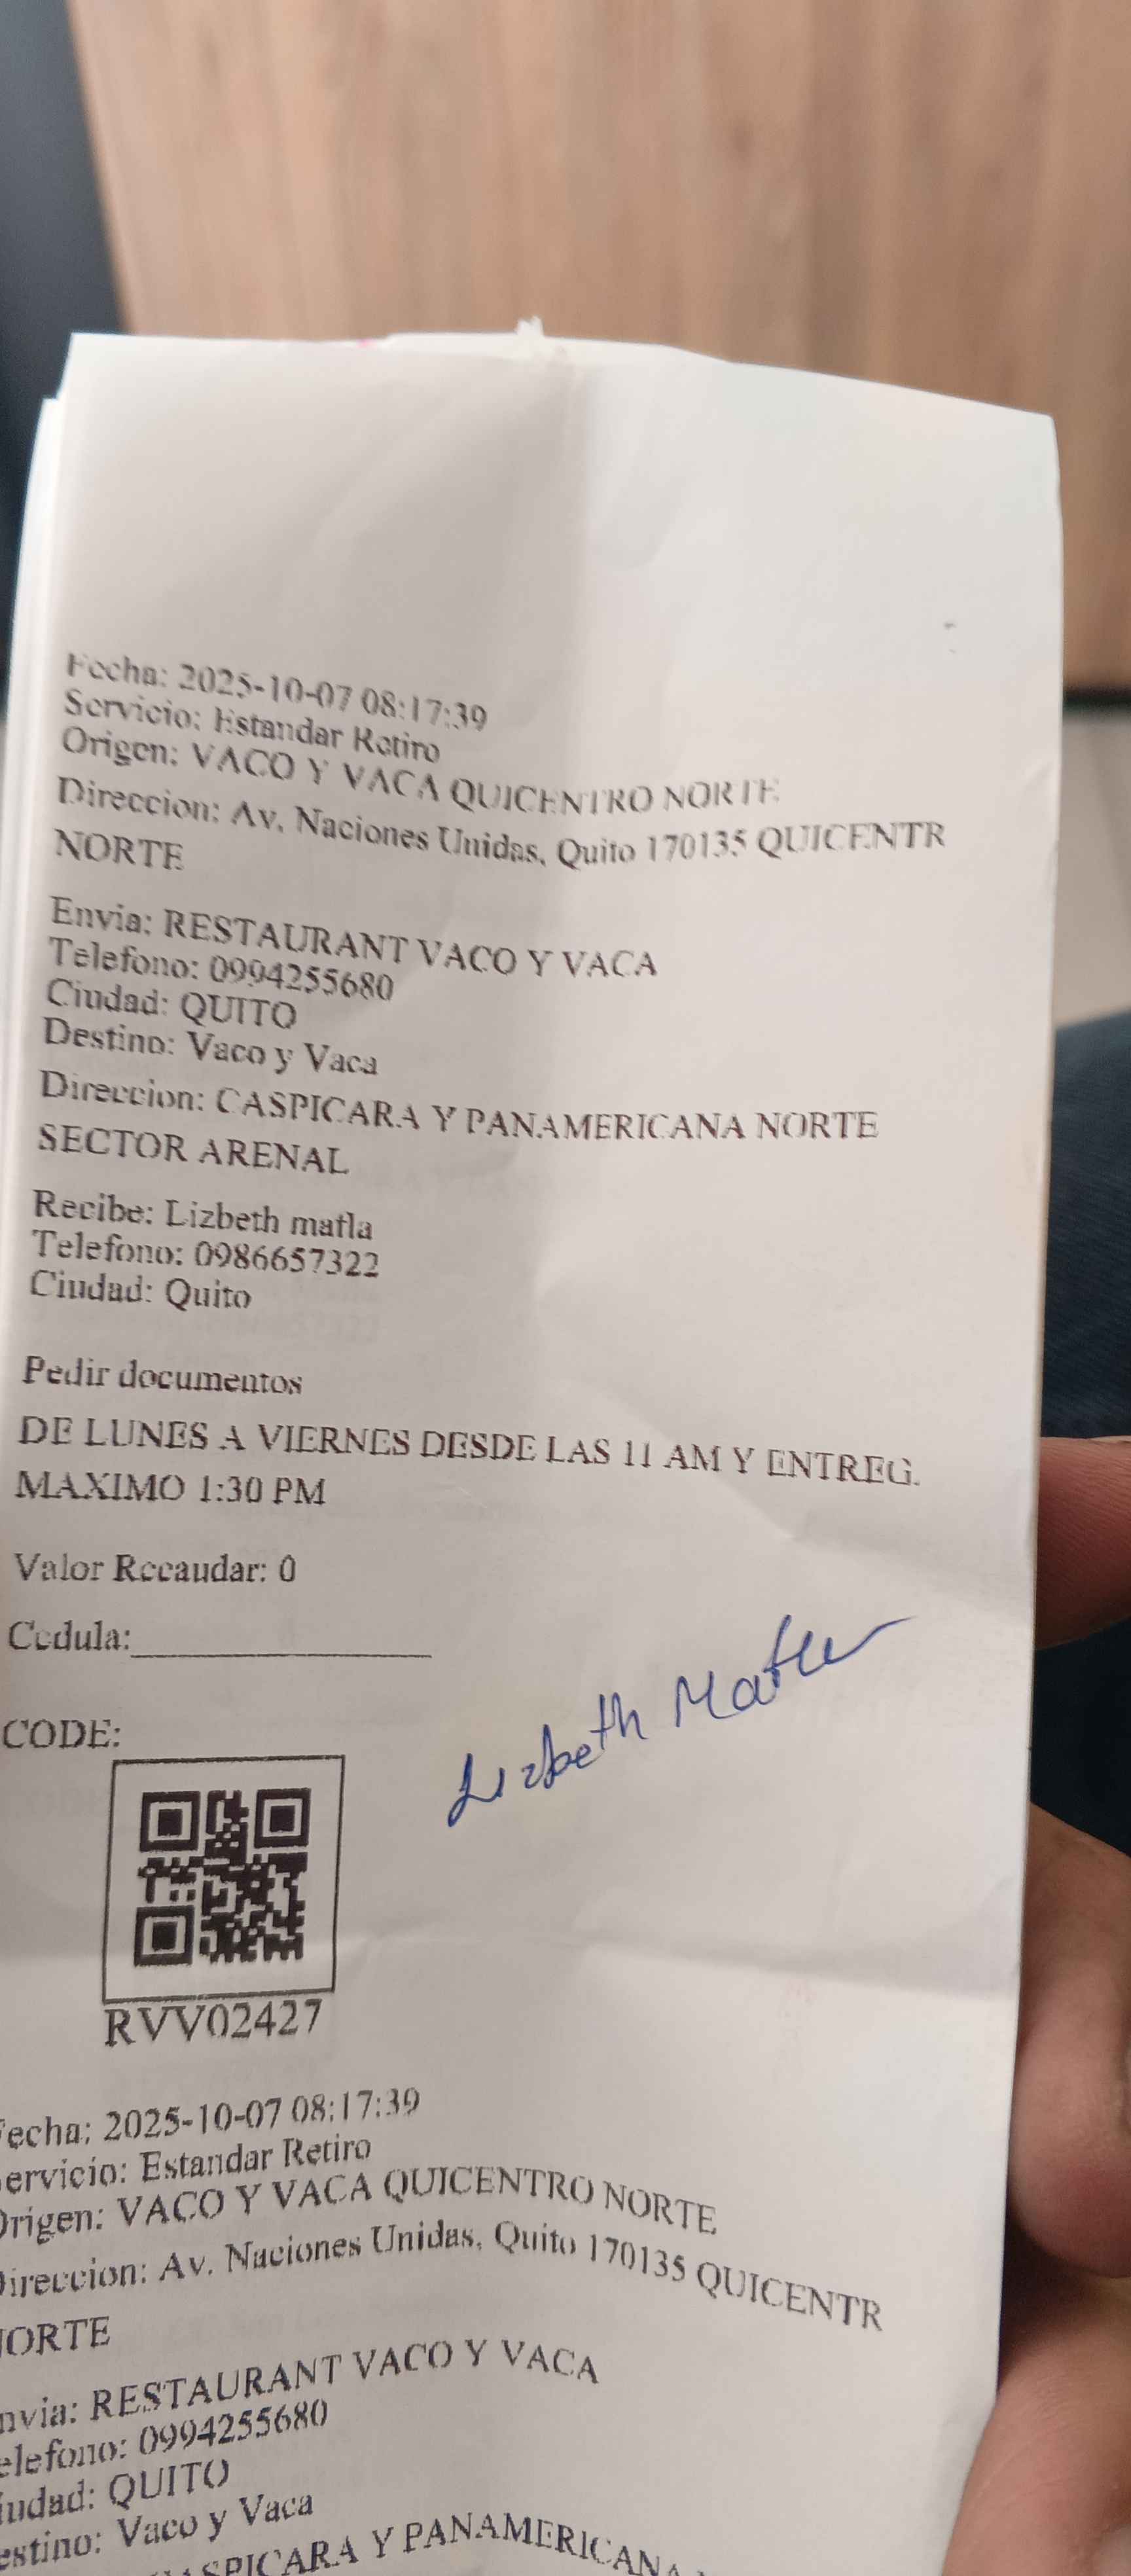 Fecha: 2025-10-07 08:17:39
Servicio: Estandar Retiro
Origen: VACO Y VACA QUICENTRO NORTE
Direccion: Av. Naciones Unidas, Quito 170135 QUICENTR
NORTE
Envia: RESTAURANT VACO Y VACA
Telefono: 0994255680
Ciudad: QUITO
Destino: Vaco y Vaca
Direccion: CASPICARA Y PANAMERICANA NORTE
SECTOR ARENAL
Recibe: Lizbeth matla
Telefono: 0986657322
Ciudad: Quito
Pedir documentos
DE LUNES A VIERNES DESDE LAS 11 AM Y ENTREG.
MAXIMO 1:30 PM
Valor Recaudar: 0
Cedula:
Lizbeth Matla
CODE:
RVV02427
Fecha: 2025-10-07 08:17:39
ervicio: Estandar Retiro
Origen: VACO Y VACA QUICENTRO NORTE
ireccion: Av. Naciones Unidas, Quito 170135 QUICENTR
ORTE
nvia: RESTAURANT VACO Y VACA
elefono: 0994255680
iudad: QUITO
estino: Vaco y Vaca
CASPICARA Y PANAMERICANA